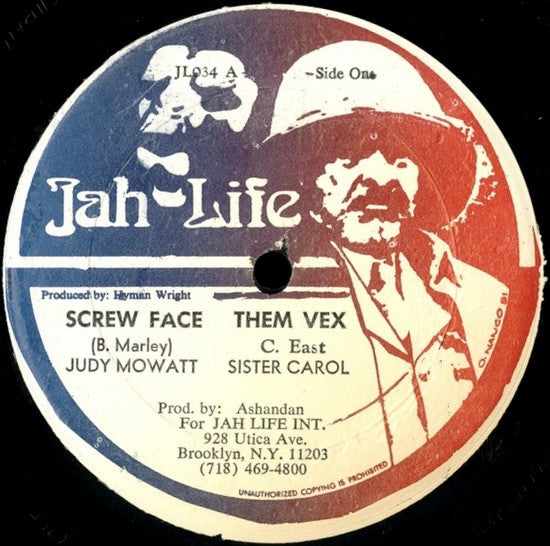 JL034 A Side One
Jah Life
Produced by: Hyman Wright
SCREW FACE THEM VEX
(B. Marley) C. East
JUDY MOWATT SISTER CAROL
Prod. by: Ashandan
For JAH LIFE INT.
928 Utica Ave.
Brooklyn, N.Y. 11203
(718) 469-4800
UNAUTHORIZED COPYING IS PROHIBITED
O. NANCO 81